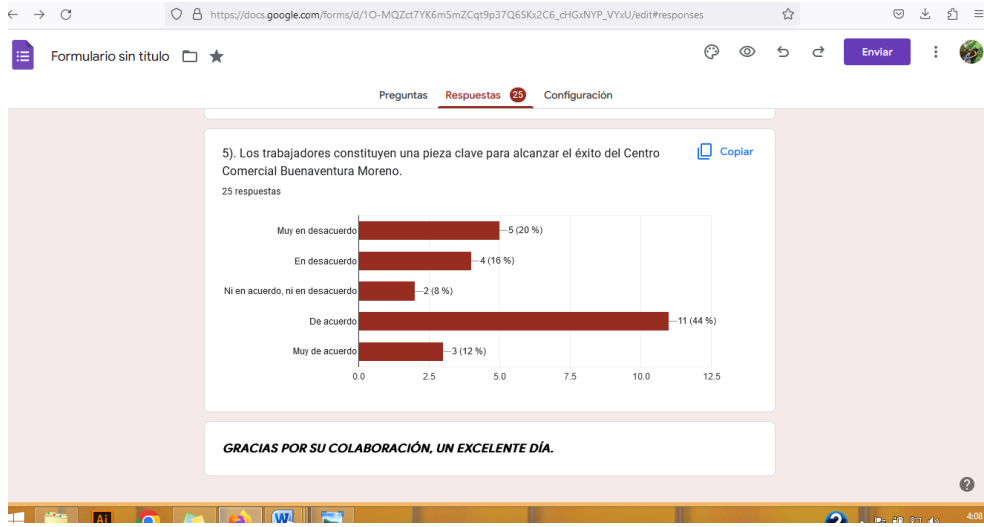 https://docs.google.com/forms/d/1O-MQZct7YK6m5mZCqt9p37Q6SKx2C6_cHGxNYP_VYxU/edit#responses
Formulario sin título
Enviar
Preguntas Respuestas 25 Configuración
5). Los trabajadores constituyen una pieza clave para alcanzar el éxito del Centro
Comercial Buenaventura Moreno.
Copiar
25 respuestas
Muy en desacuerdo 5 (20 %)
En desacuerdo 4 (16 %)
Ni en acuerdo, ni en desacuerdo 2 (8 %)
De acuerdo 11 (44 %)
Muy de acuerdo 3 (12 %)
0.0 2.5 5.0 7.5 10.0 12.5
GRACIAS POR SU COLABORACIÓN, UN EXCELENTE DÍA.
Ai W
4:08